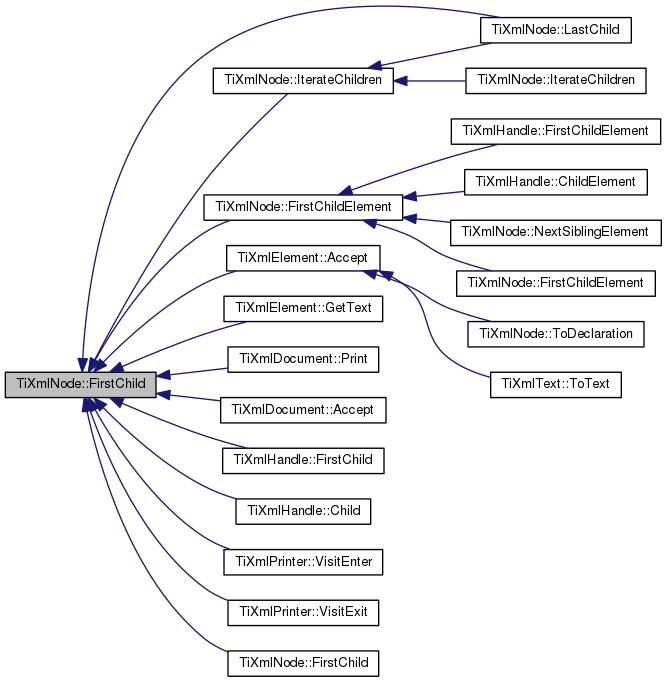 TiXmlNode::LastChild
TiXmlNode::IterateChildren
TiXmlNode::IterateChildren
TiXmlHandle::FirstChildElement
TiXmlHandle::ChildElement
TiXmlNode::FirstChildElement
TiXmlNode::NextSiblingElement
TiXmlElement::Accept
TiXmlNode::FirstChildElement
TiXmlElement::GetText
TiXmlNode::ToDeclaration
TiXmlDocument::Print
TiXmlNode::FirstChild
TiXmlText::ToText
TiXmlDocument::Accept
TiXmlHandle::FirstChild
TiXmlHandle::Child
TiXmlPrinter::VisitEnter
TiXmlPrinter::VisitExit
TiXmlNode::FirstChild